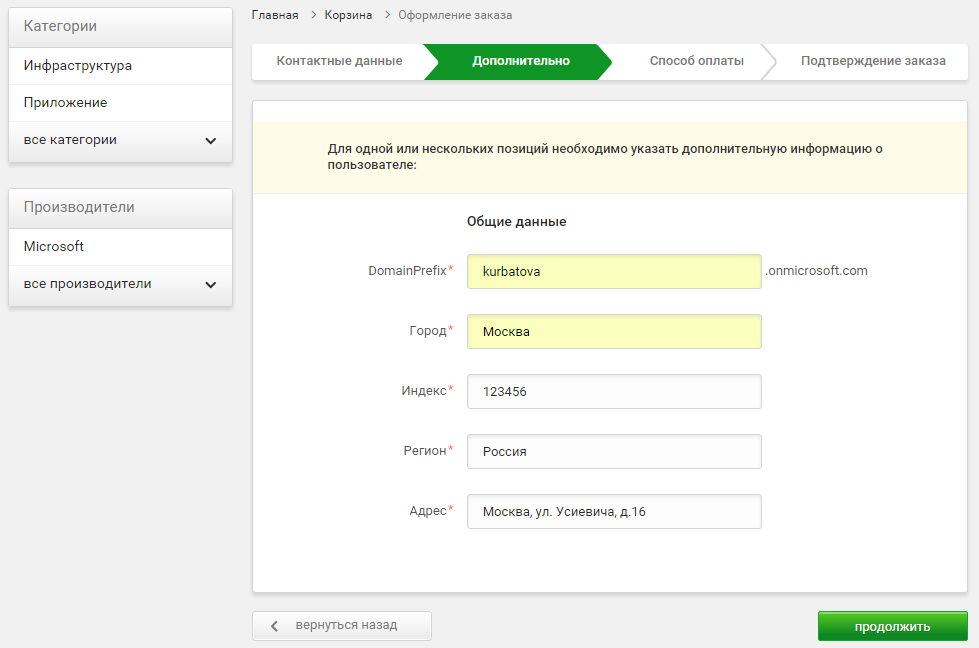 Категории
Инфраструктура
Приложение
все категории
Производители
Microsoft
все производители
Главная > Корзина > Оформление заказа
Контактные данные Дополнительно Способ оплаты Подтверждение заказа
Для одной или нескольких позиций необходимо указать дополнительную информацию о
пользователе:
Общие данные
DomainPrefix* kurbatova .onmicrosoft.com
Город* Москва
Индекс* 123456
Регион* Россия
Адрес* Москва, ул. Усиевича, д.16
вернуться назад
продолжить